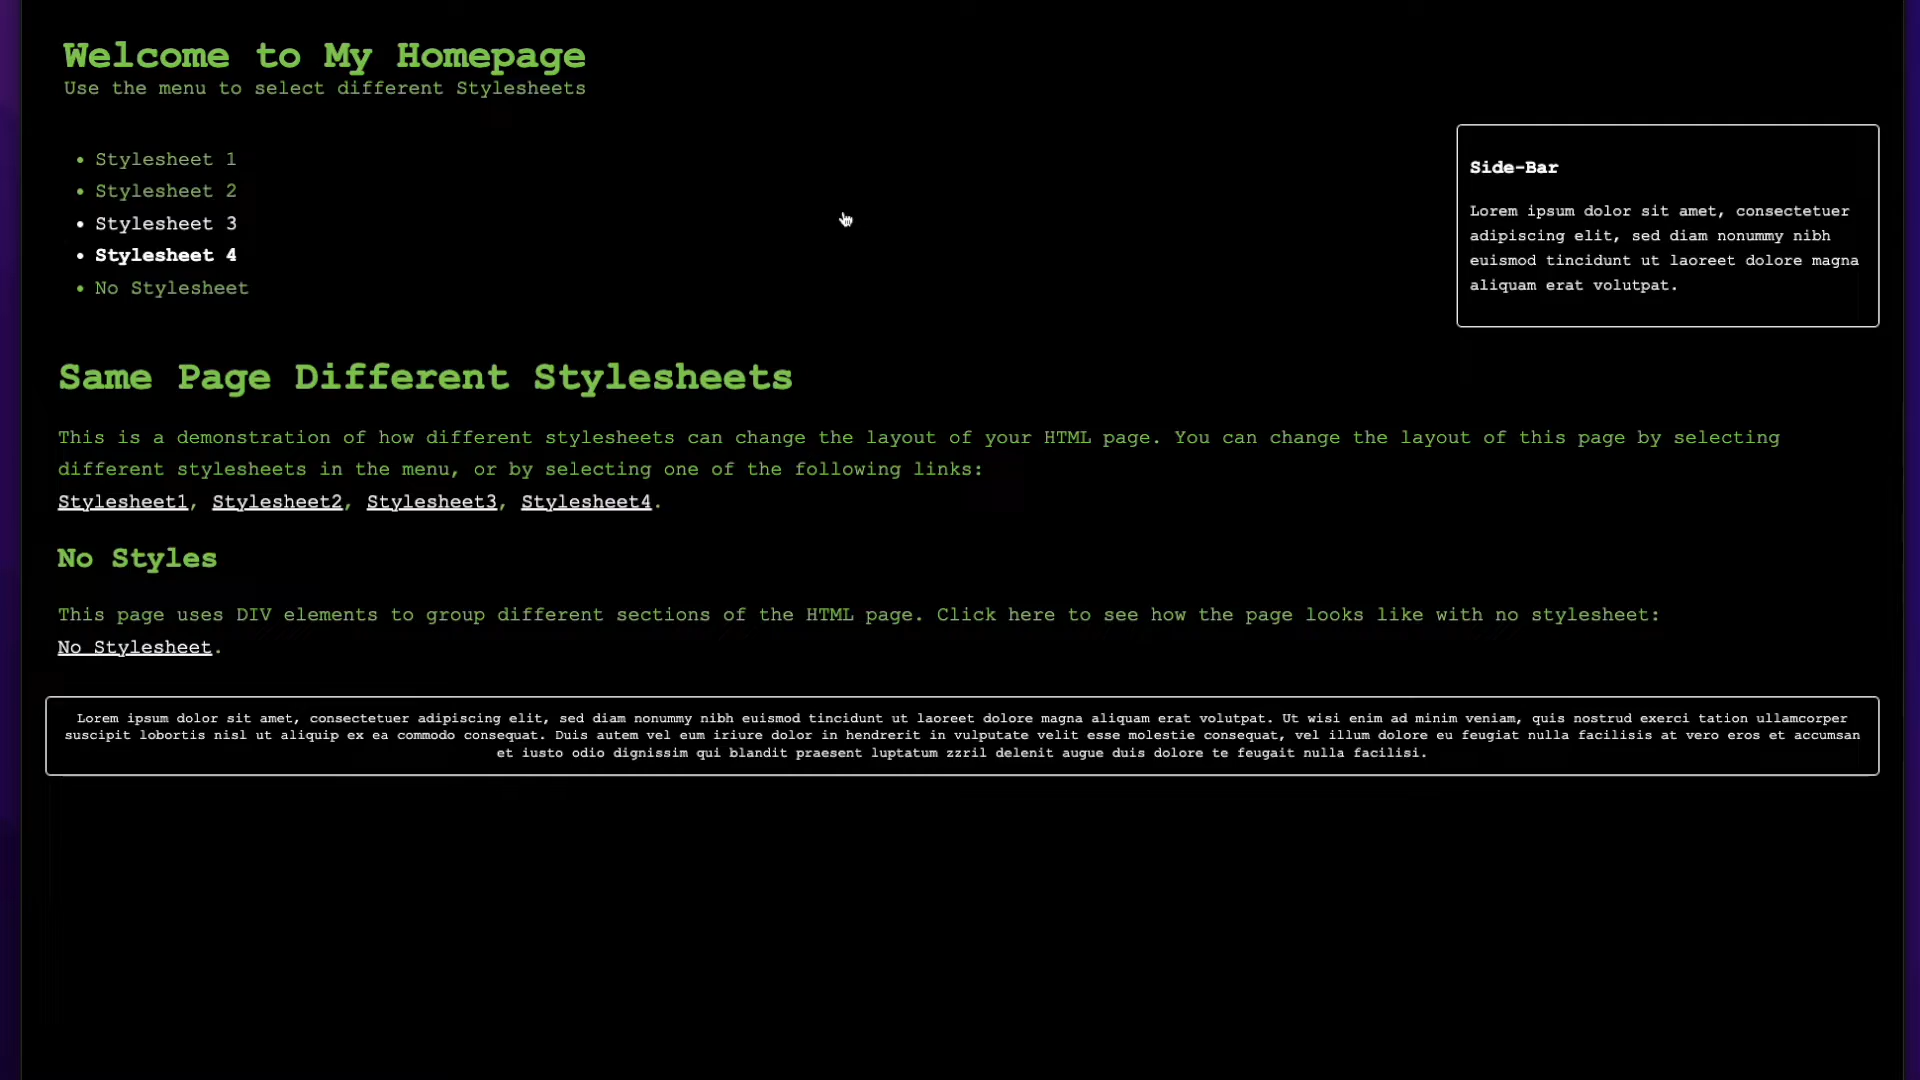 Welcome to My Homepage
Use the menu to select different Stylesheets
Stylesheet 1
Stylesheet 2
Stylesheet 3
Stylesheet 4
No Stylesheet
Side-Bar
Lorem ipsum dolor sit amet, consectetuer
adipiscing elit, sed diam nonummy nibh
euismod tincidunt ut laoreet dolore magna
aliquam erat volutpat.
Same Page Different Stylesheets
This is a demonstration of how different stylesheets can change the layout of your HTML page. You can change the layout of this page by selecting
different stylesheets in the menu, or by selecting one of the following links:
Stylesheet1, Stylesheet2, Stylesheet3, Stylesheet4.
No Styles
This page uses DIV elements to group different sections of the HTML page. Click here to see how the page looks like with no stylesheet:
No Stylesheet.
Lorem ipsum dolor sit amet, consectetuer adipiscing elit, sed diam nonummy nibh euismod tincidunt ut laoreet dolore magna aliquam erat volutpat. Ut wisi enim ad minim veniam, quis nostrud exerci tation ullamcorper
suscipit lobortis nisl ut aliquip ex ea commodo consequat. Duis autem vel eum iriure dolor in hendrerit in vulputate velit esse molestie consequat, vel illum dolore eu feugiat nulla facilisis at vero eros et accumsan
et iusto odio dignissim qui blandit praesent luptatum zzril delenit augue duis dolore te feugait nulla facilisi.